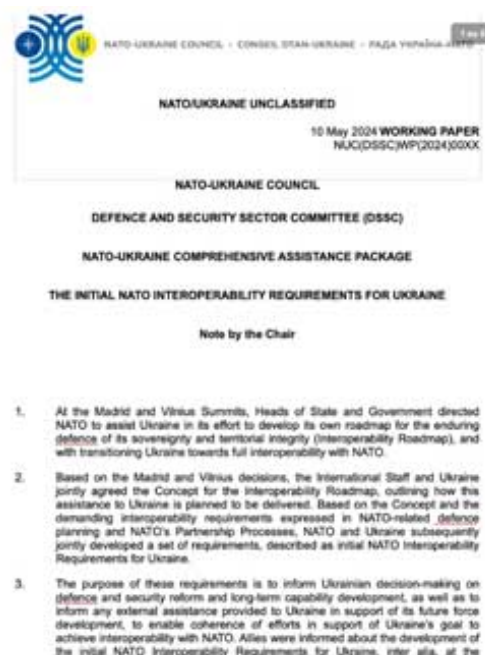 NATO-UKRAINE COUNCIL - CONSEIL OTAN-UKRAINE - РАДА УКРАЇНА-НАТО
NATO/UKRAINE UNCLASSIFIED
10 May 2024 WORKING PAPER
NUC(DSSC)WP(2024)00XX
NATO-UKRAINE COUNCIL
DEFENCE AND SECURITY SECTOR COMMITTEE (DSSC)
NATO-UKRAINE COMPREHENSIVE ASSISTANCE PACKAGE
THE INITIAL NATO INTEROPERABILITY REQUIREMENTS FOR UKRAINE
Note by the Chair
1. At the Madrid and Vilnius Summits, Heads of State and Government directed
NATO to assist Ukraine in its effort to develop its own roadmap for the enduring
defence of its sovereignty and territorial integrity (Interoperability Roadmap), and
with transitioning Ukraine towards full interoperability with NATO.
2. Based on the Madrid and Vilnius decisions, the International Staff and Ukraine
jointly agreed the Concept for the Interoperability Roadmap, outlining how this
assistance to Ukraine is planned to be delivered. Based on the Concept and the
demanding interoperability requirements expressed in NATO-related defence
planning and NATO's Partnership Processes, NATO and Ukraine subsequently
jointly developed a set of requirements, described as initial NATO Interoperability
Requirements for Ukraine.
3. The purpose of these requirements is to inform Ukrainian decision-making on
defence and security reform and long-term capability development, as well as to
inform any external assistance provided to Ukraine in support of its future force
development, to enable coherence of efforts in support of Ukraine's goal to
achieve interoperability with NATO. Allies were informed about the development of
the initial NATO Interoperability Requirements for Ukraine, inter alia, at the